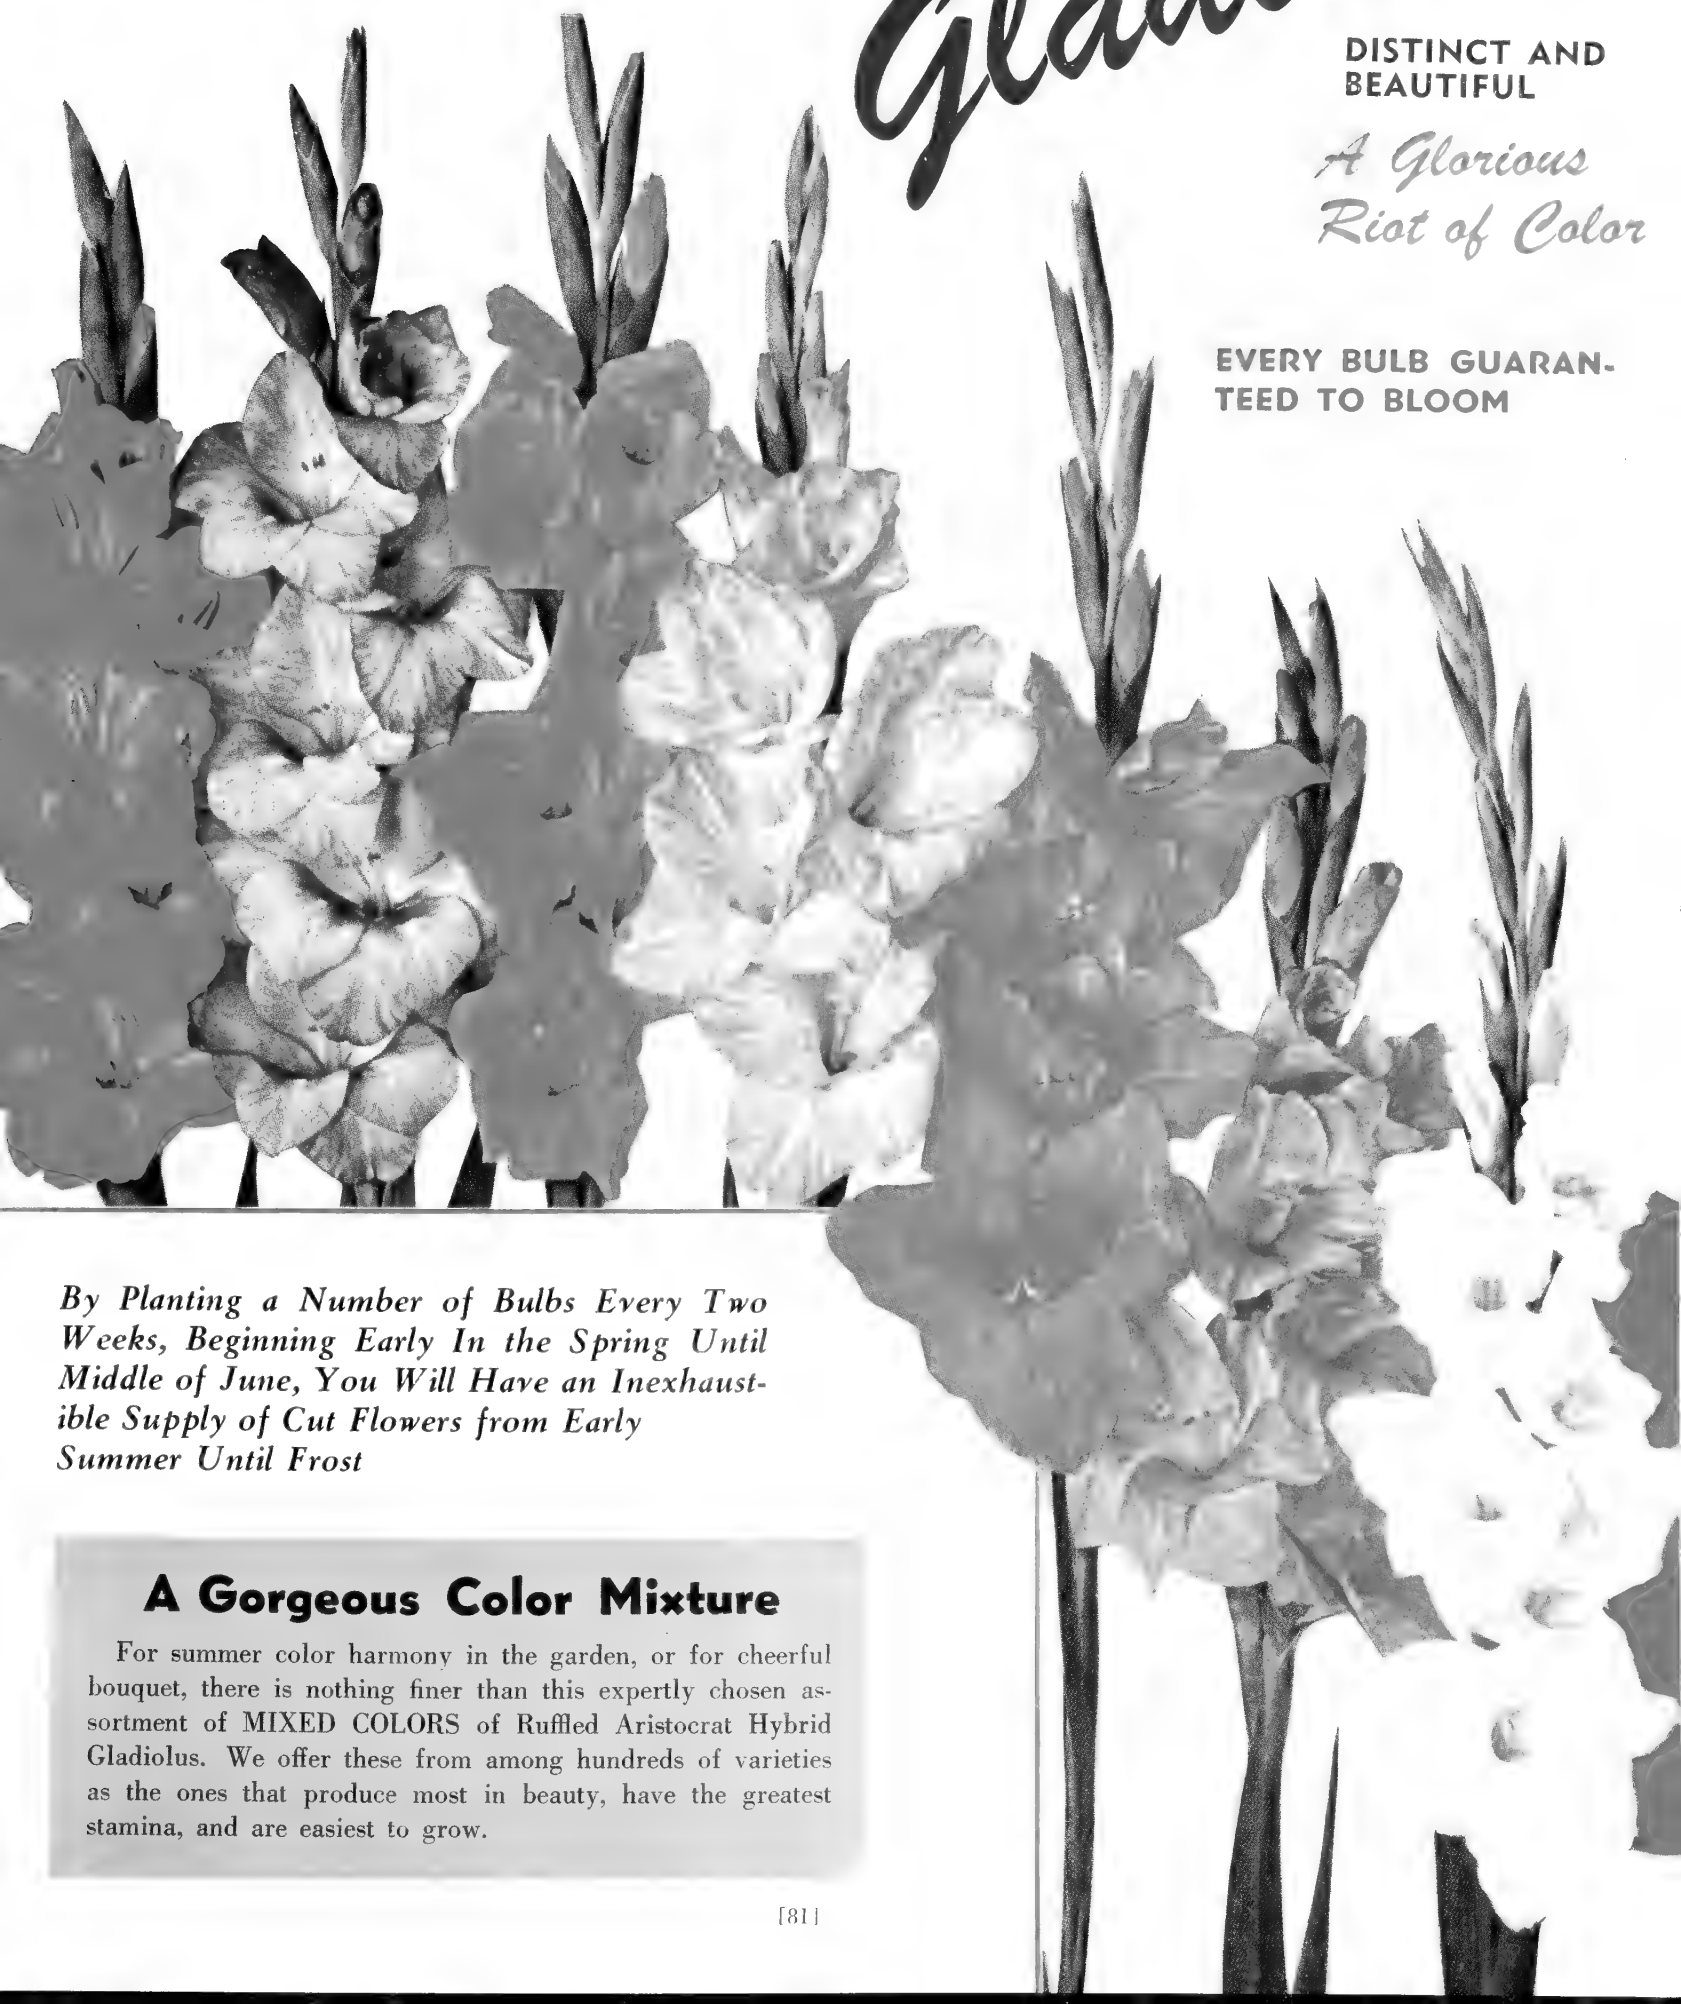 DISTINCT AND
BEAUTIFUL
A Glorious
Riot of Color
EVERY BULB GUARAN-
TEED TO BLOOM
By Planting a Number of Bulbs Every Two
Weeks, Beginning Early In the Spring Until
Middle of June, You Will Have an Inexhaust-
ible Supply of Cut Flowers from Early
Summer Until Frost
A Gorgeous Color Mixture
For summer color harmony in the garden, or for cheerful
bouquet, there is nothing finer than this expertly chosen as-
sortment of MIXED COLORS of Ruffled Aristocrat Hybrid
Gladiolus. We offer these from among hundreds of varieties
as the ones that produce most in beauty, have the greatest
stamina, and are easiest to grow.
[81]